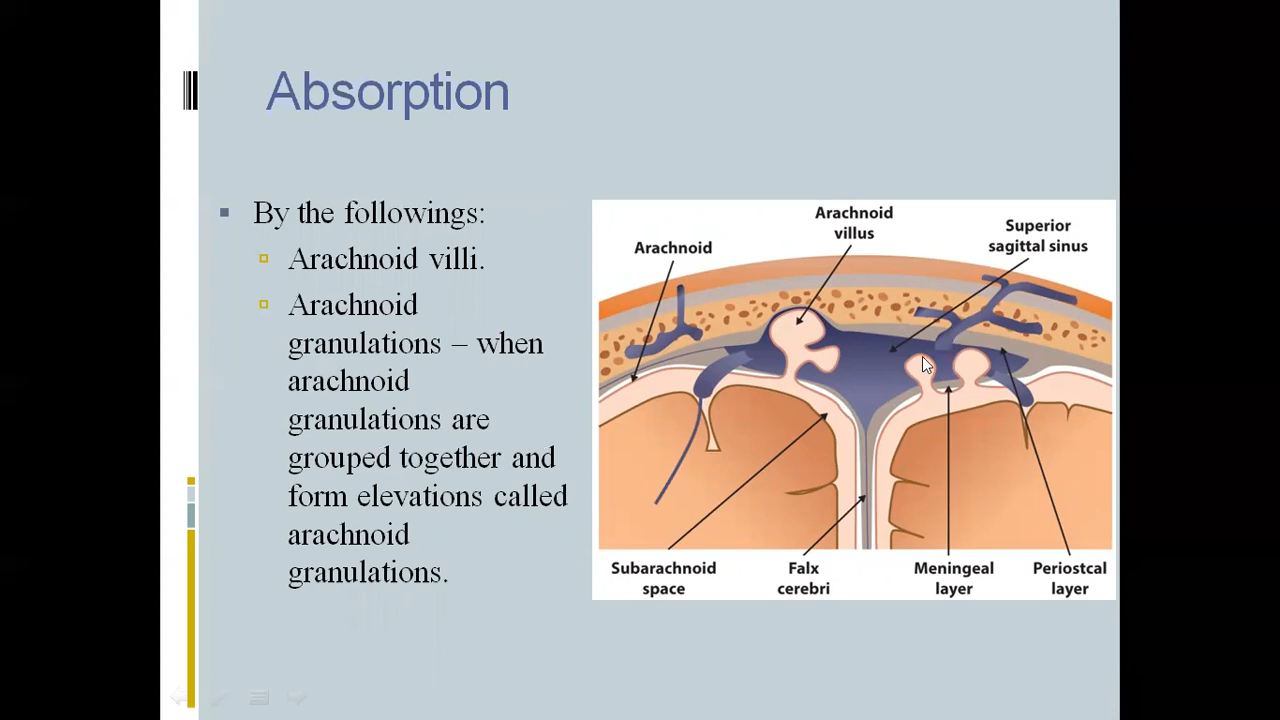 Absorption
By the followings:
Arachnoid villi.
Arachnoid
granulations – when
arachnoid
granulations are
grouped together and
form elevations called
arachnoid
granulations.
Arachnoid
villus
Superior
sagittal sinus
Arachnoid
Subarachnoid
space
Falx
cerebri
Meningeal
layer
Periostcal
layer